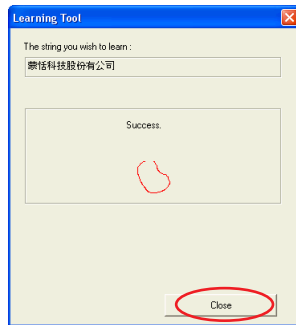 Learning Tool
The string you wish to learn :
蒙恬科技股份有公司
Success.
Close